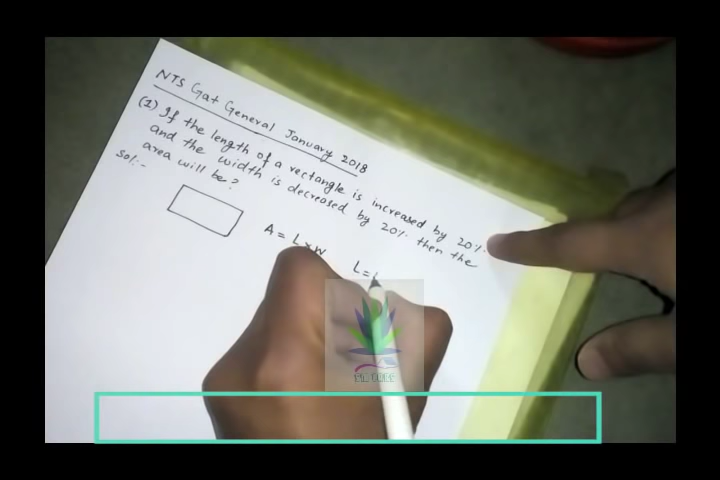 NTS Gat General January 2018
(1) If the length of a rectangle is increased by 20%
and the width is decreased by 20% then the
area will be?
Sol:-
A = L×W
L=